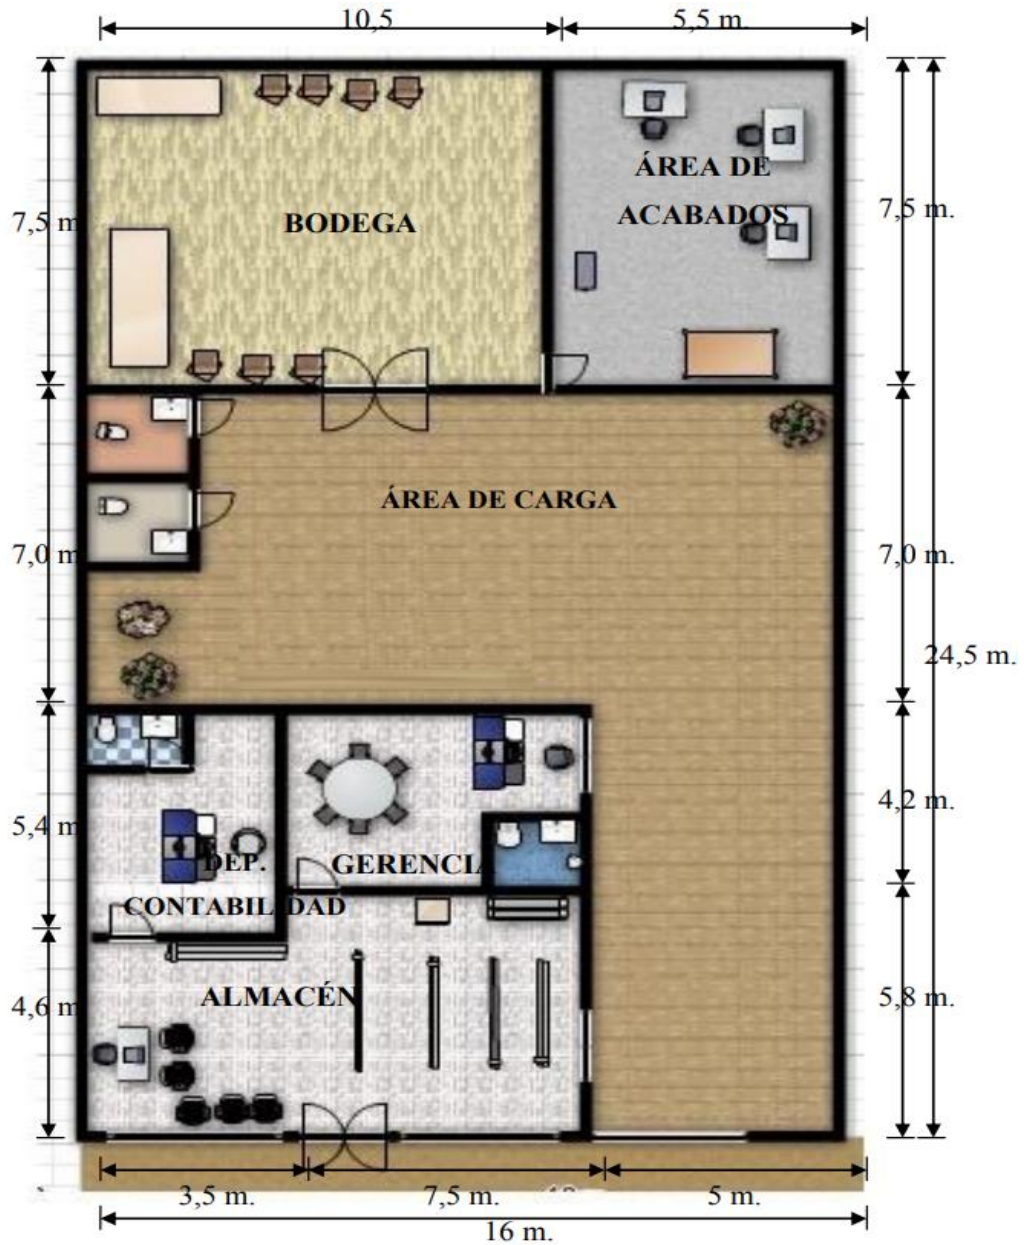 10,5
5,5 m.
ÁREA DE
ACABADOS
BODEGA
7,5 m
7,5 m.
ÁREA DE CARGA
7,0 m
7,0 m.
24,5 m.
5,4 m
4,2 m.
DEP.
GERENCIA
CONTABILIDAD
ALMACÉN
4,6 m
5,8 m.
3,5 m.
7,5 m.
5 m.
16 m.